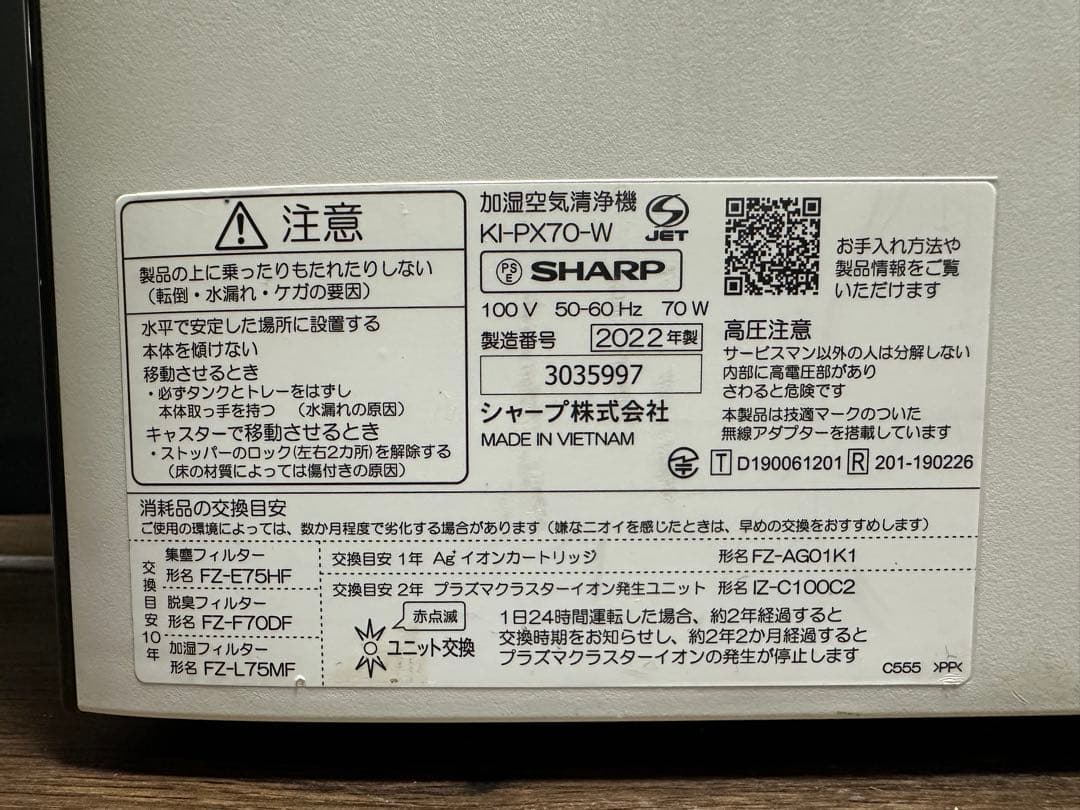 注意
製品の上に乗ったりもたれたりしない
（転倒・水漏れ・ケガの要因）
水平で安定した場所に設置する
本体を傾けない
移動させるとき
・必ずタンクとトレーをはずし
本体取っ手を持つ （水漏れの原因）
キャスターで移動させるとき
・ストッパーのロック（左右2カ所）を解除する
（床の材質によっては傷付きの原因）
加湿空気清浄機
KI-PX70-W
JET
PSE SHARP
100 V 50-60 Hz 70 W
製造番号 2022年製
3035997
シャープ株式会社
MADE IN VIETNAM
お手入れ方法や
製品情報をご覧
いただけます
高圧注意
サービスマン以外の人は分解しない
内部に高電圧部があり
さわると危険です
本製品は技適マークのついた
無線アダプターを搭載しています
T D190061201 R 201-190226
消耗品の交換目安
ご使用の環境によっては、数か月程度で劣化する場合があります（嫌なニオイを感じたときは、早めの交換をおすすめします）
交換目安10年
集塵フィルター
形名 FZ-E75HF
脱臭フィルター
形名 FZ-F70DF
加湿フィルター
形名 FZ-L75MF
交換目安 1年 Ag⁺イオンカートリッジ 形名 FZ-AG01K1
交換目安 2年 プラズマクラスターイオン発生ユニット 形名 IZ-C100C2
赤点滅
ユニット交換
1日24時間運転した場合、約2年経過すると
交換時期をお知らせし、約2年2か月経過すると
プラズマクラスターイオンの発生が停止します
C555 >PP<